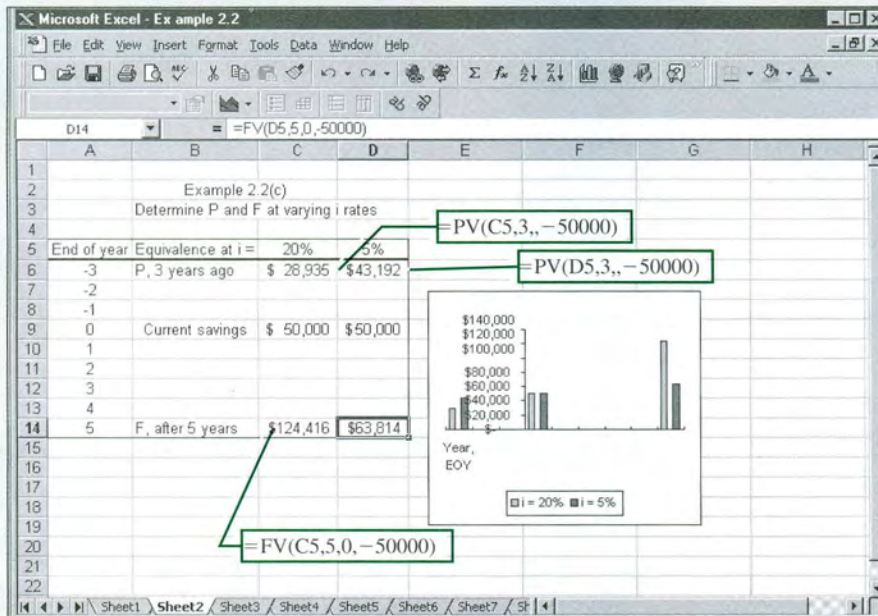 Microsoft Excel - Ex ample 2.2
File Edit View Insert Format Tools Data Window Help
D14 = =FV(D5,5,0,-50000)
A B C D E F G H
1
2 Example 2.2(c)
3 Determine P and F at varying i rates
4
=PV(C5,3,,−50000)
5 End of year Equivalence at i = 20% 5%
6 -3 P, 3 years ago $ 28,935 $43,192
=PV(D5,3,,−50000)
7 -2
8 -1
9 0 Current savings $ 50,000 $50,000
10 1
11 2
12 3
13 4
14 5 F, after 5 years $124,416 $63,814
15
16
17
18
19
20
21
22
$140,000
$120,000
$100,000
$80,000
$60,000
$40,000
$20,000
$-
Year,
EOY
i = 20% i = 5%
=FV(C5,5,0,−50000)
Sheet1 Sheet2 Sheet3 Sheet4 Sheet5 Sheet6 Sheet7